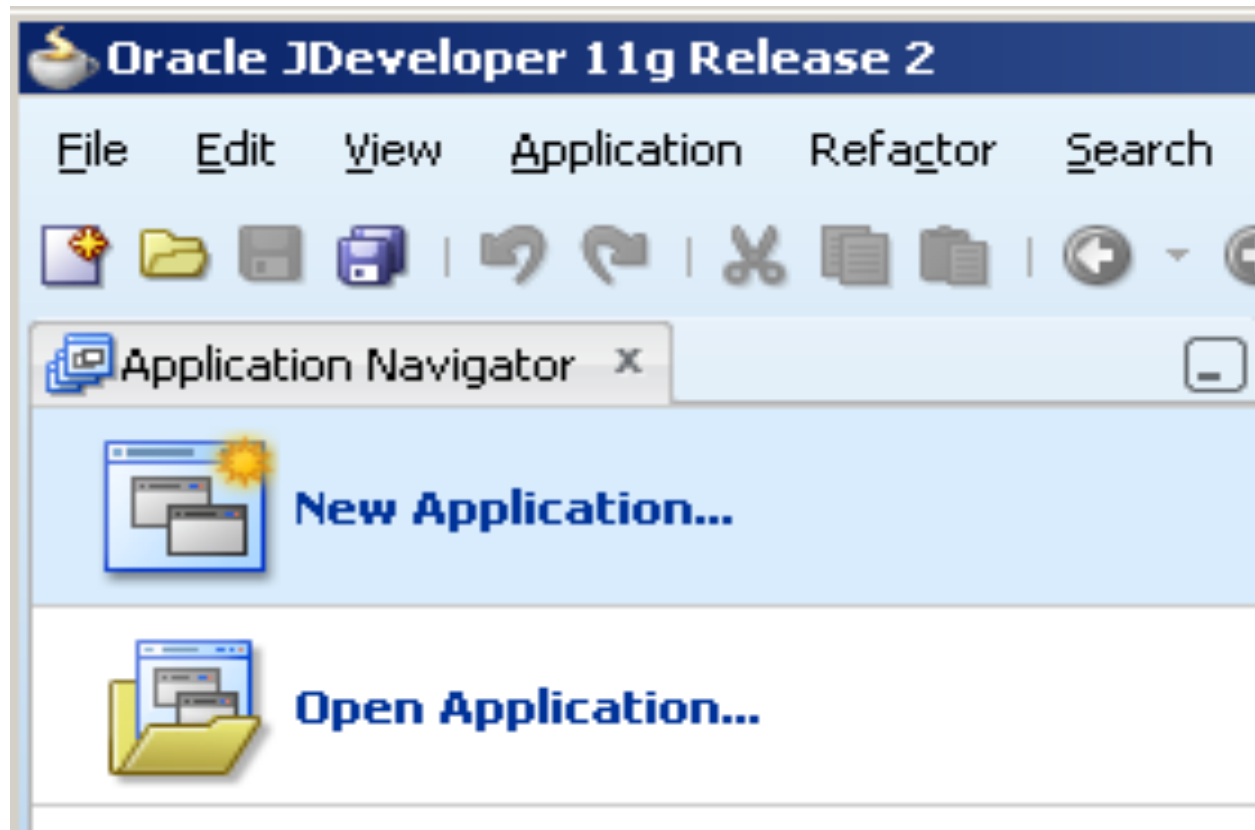 Oracle JDeveloper 11g Release 2
File Edit View Application Refactor Search
Application Navigator
New Application...
Open Application...